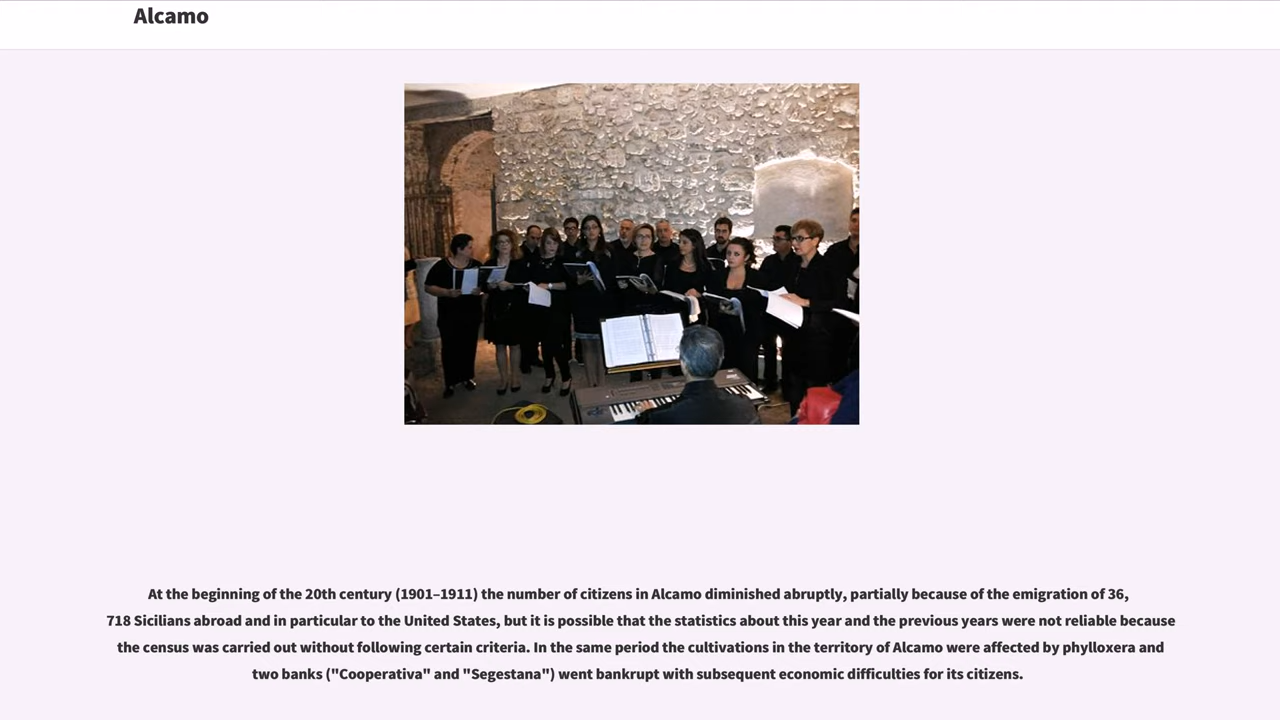 Alcamo
At the beginning of the 20th century (1901–1911) the number of citizens in Alcamo diminished abruptly, partially because of the emigration of 36,
718 Sicilians abroad and in particular to the United States, but it is possible that the statistics about this year and the previous years were not reliable because
the census was carried out without following certain criteria. In the same period the cultivations in the territory of Alcamo were affected by phylloxera and
two banks ("Cooperativa" and "Segestana") went bankrupt with subsequent economic difficulties for its citizens.